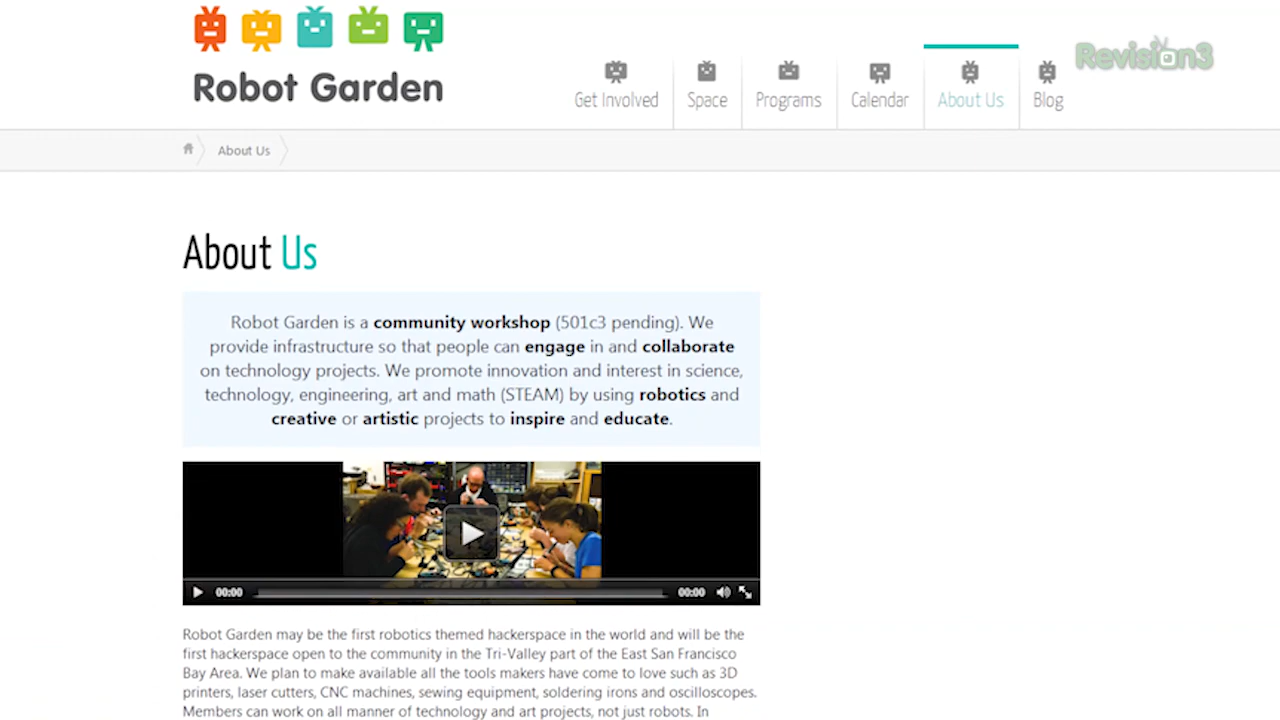 Robot Garden
Get Involved
Space
Programs
Calendar
About Us
Blog
Revision3
About Us
About Us
Robot Garden is a community workshop (501c3 pending). We
provide infrastructure so that people can engage in and collaborate
on technology projects. We promote innovation and interest in science,
technology, engineering, art and math (STEAM) by using robotics and
creative or artistic projects to inspire and educate.
00:00
00:00
Robot Garden may be the first robotics themed hackerspace in the world and will be the
first hackerspace open to the community in the Tri-Valley part of the East San Francisco
Bay Area. We plan to make available all the tools makers have come to love such as 3D
printers, laser cutters, CNC machines, sewing equipment, soldering irons and oscilloscopes.
Members can work on all manner of technology and art projects, not just robots. In